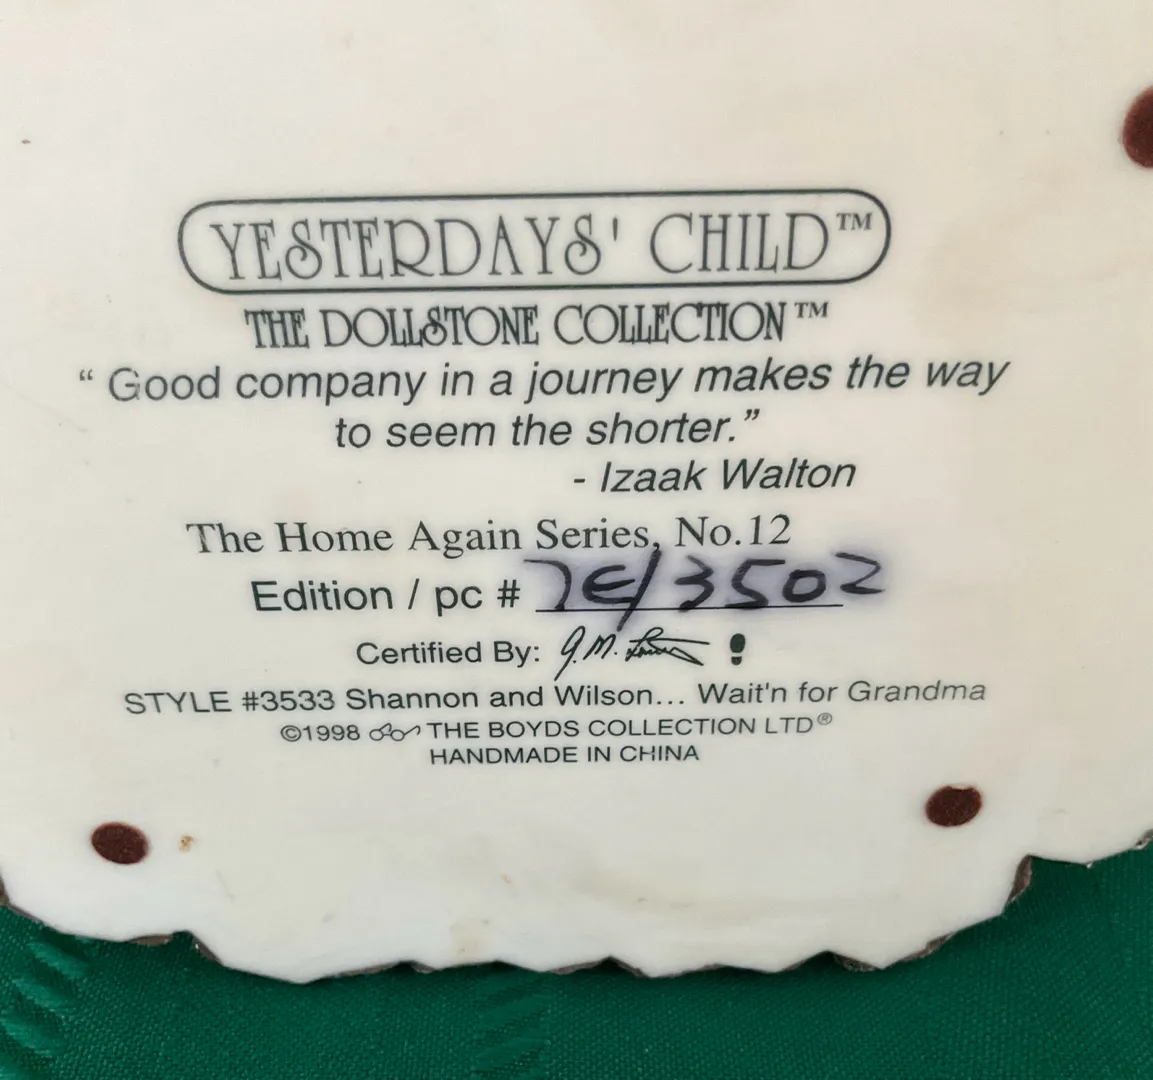 YESTERDAYS' CHILD™
THE DOLLSTONE COLLECTION™
“ Good company in a journey makes the way
to seem the shorter.”
- Izaak Walton
The Home Again Series, No.12
Edition / pc # 7E/3502
Certified By: J.M.
STYLE #3533 Shannon and Wilson... Wait'n for Grandma
©1998 THE BOYDS COLLECTION LTD®
HANDMADE IN CHINA